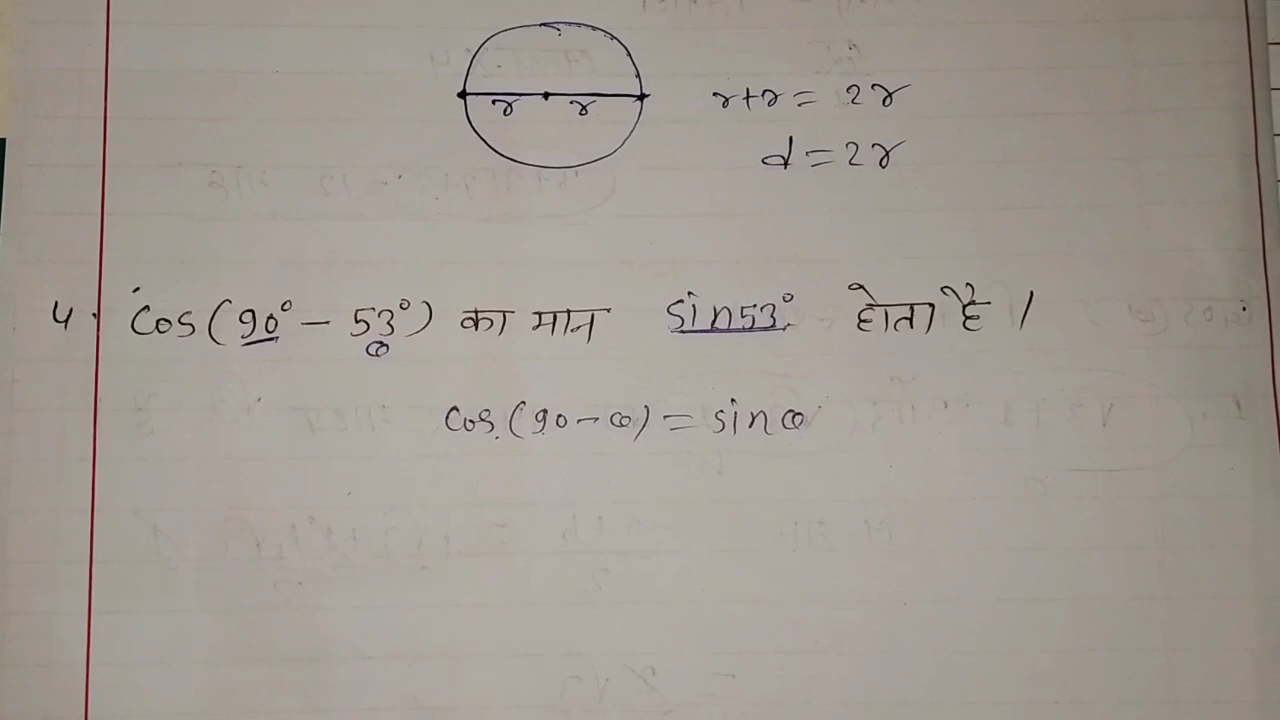 r r
r+r= 2r
d=2r
4. cos(90° - 53°) का मान sin53° होता है।
θ
cos(90-θ) = sinθ